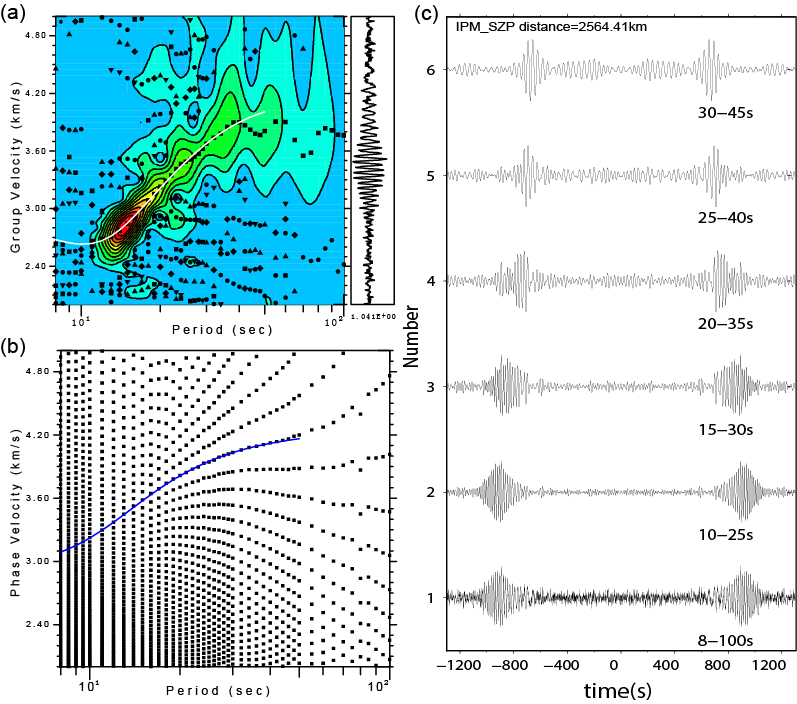 (a)
4.80
4.20
3.60
3.00
2.40
Group Velocity (km/s)
10¹
10²
Period (sec)
1.041E+00
(b)
4.80
4.20
3.60
3.00
2.40
Phase Velocity (km/s)
10¹
10²
Period (sec)
(c)
IPM_SZP distance=2564.41km
6
30−45s
5
25−40s
4
20−35s
Number
3
15−30s
2
10−25s
1
8−100s
−1200 −800 −400 0 400 800 1200
time(s)